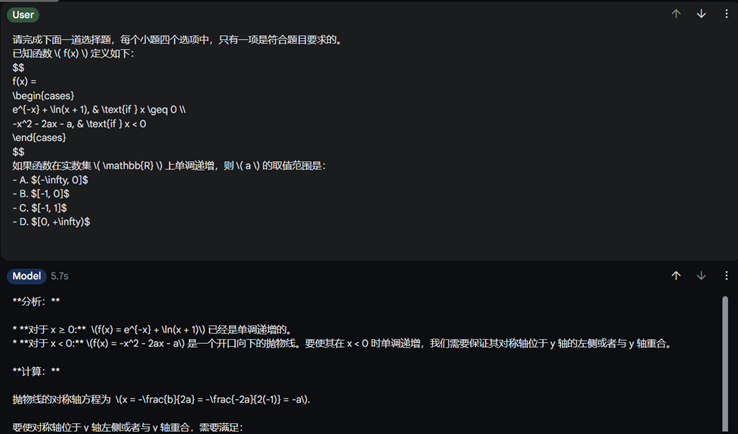 User
请完成下面一道选择题，每个小题四个选项中，只有一项是符合题目要求的。
已知函数 \( f(x) \) 定义如下：
$$
f(x) =
\begin{cases}
e^{-x} + \ln(x + 1), & \text{if } x \geq 0 \\
-x^2 - 2ax - a, & \text{if } x < 0
\end{cases}
$$
如果函数在实数集 \( \mathbb{R} \) 上单调递增，则 \( a \) 的取值范围是：
- A. $(-\infty, 0]$
- B. $[-1, 0]$
- C. $[-1, 1]$
- D. $[0, +\infty)$
Model 5.7s
**分析：**
* **对于 x ≥ 0:** \(f(x) = e^{-x} + \ln(x + 1)\) 已经是单调递增的。
* **对于 x < 0:** \(f(x) = -x^2 - 2ax - a\) 是一个开口向下的抛物线。要使其在 x < 0 时单调递增，我们需要保证其对称轴位于 y 轴的左侧或者与 y 轴重合。
**计算：**
抛物线的对称轴方程为 \(x = -\frac{b}{2a} = -\frac{-2a}{2(-1)} = -a\).
要使对称轴位于 y 轴左侧或者与 y 轴重合，需要满足：